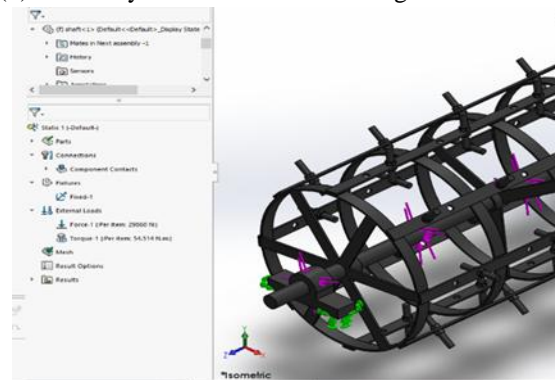 (f) shaft<1> (Default<<Default>_Display State
Mates in Next assembly -1
History
Sensors
Static 1 (-Default-)
Parts
Connections
Component Contacts
Fixtures
Fixed-1
External Loads
Force-1 (:Per item: 29660 N:)
Torque-1 (:Per item: 54.514 N.m:)
Mesh
Result Options
Results
Y
Z
X
*Isometric